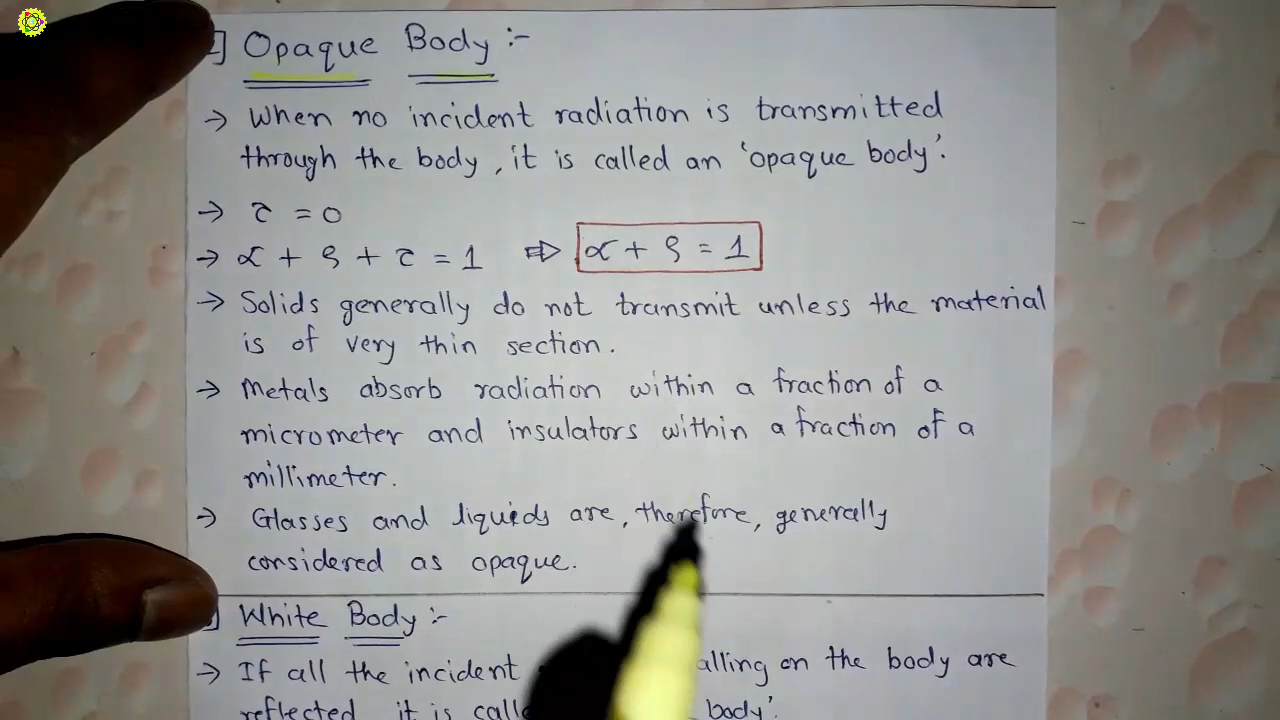 ] Opaque Body :-
→ When no incident radiation is transmitted
through the body, it is called an 'opaque body'.
→ τ = 0
→ α + ρ + τ = 1 ⇒ α + ρ = 1
→ Solids generally do not transmit unless the material
is of very thin section.
→ Metals absorb radiation within a fraction of a
micrometer and insulators within a fraction of a
millimeter.
→ Glasses and liquids are, therefore, generally
considered as opaque.
] White Body :-
→ If all the incident alling on the body are
reflected it is calle body'.